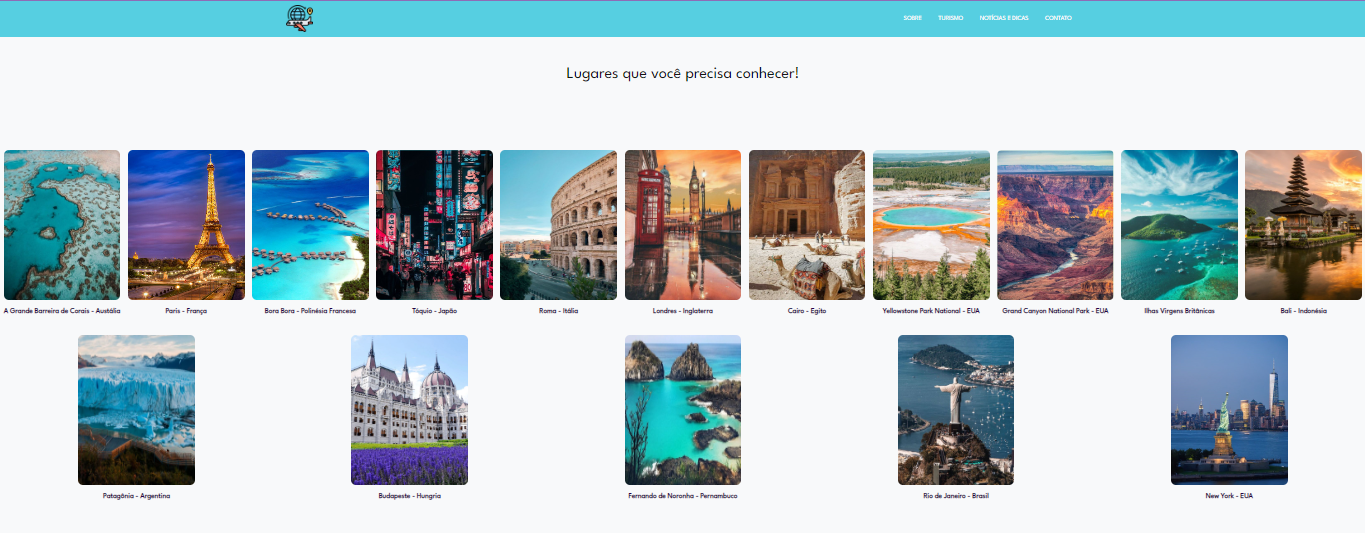 SOBRE TURISMO NOTÍCIAS E DICAS CONTATO
Lugares que você precisa conhecer!
A Grande Barreira de Corais - Austália
Paris - França
Bora Bora - Polinésia Francesa
Tóquio - Japão
Roma - Itália
Londres - Inglaterra
Cairo - Egito
Yellowstone Park National - EUA
Grand Canyon National Park - EUA
Ilhas Virgens Britânicas
Bali - Indonésia
Patagônia - Argentina
Budapeste - Hungria
Fernando de Noronha - Pernambuco
Rio de Janeiro - Brasil
New York - EUA